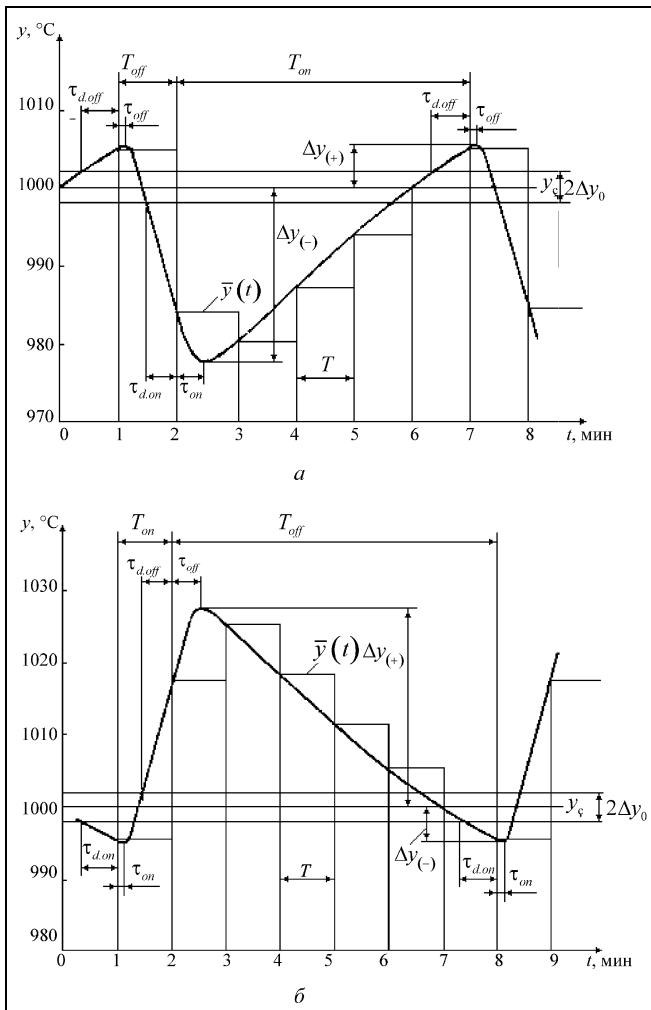 y, °C
T_off T_on
τ_d.off τ_d.off
τ_off τ_off
1010
Δy_(+)
1000
y_ç 2Δy_0
Δy_(−)
990
ȳ(t)
980
τ_d.on τ_on T
970
0 1 2 3 4 5 6 7 8 t, мин
а
y, °C
T_on T_off
τ_d.off τ_off
1030
ȳ(t) Δy_(+)
1020
1010
1000
y_ç 2Δy_0
τ_d.on Δy_(−) τ_d.on
990
τ_on T τ_on
980
0 1 2 3 4 5 6 7 8 9 t, мин
б